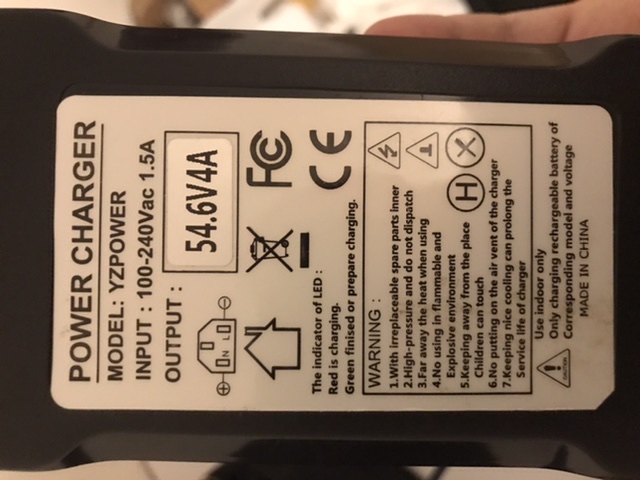 POWER CHARGER
MODEL: YZPOWER
INPUT : 100-240Vac 1.5A
OUTPUT :
54.6V4A
N L
FC
CE
The indicator of LED :
Red is charging.
Green finised or prepare charging.
WARNING :
1.With irreplaceable spare parts inner
2.High-pressure and do not dispatch
3.Far away the heat when using
4.No using in flammable and
Explosive environment
5.Keeping away from the place
Children can touch
6.No putting on the air vent of the charger
7.Keeping nice cooling can prolong the
Service life of charger
H
CAUTION
Use indoor only
Only charging rechargeable battery of
Corresponding model and voltage
MADE IN CHINA